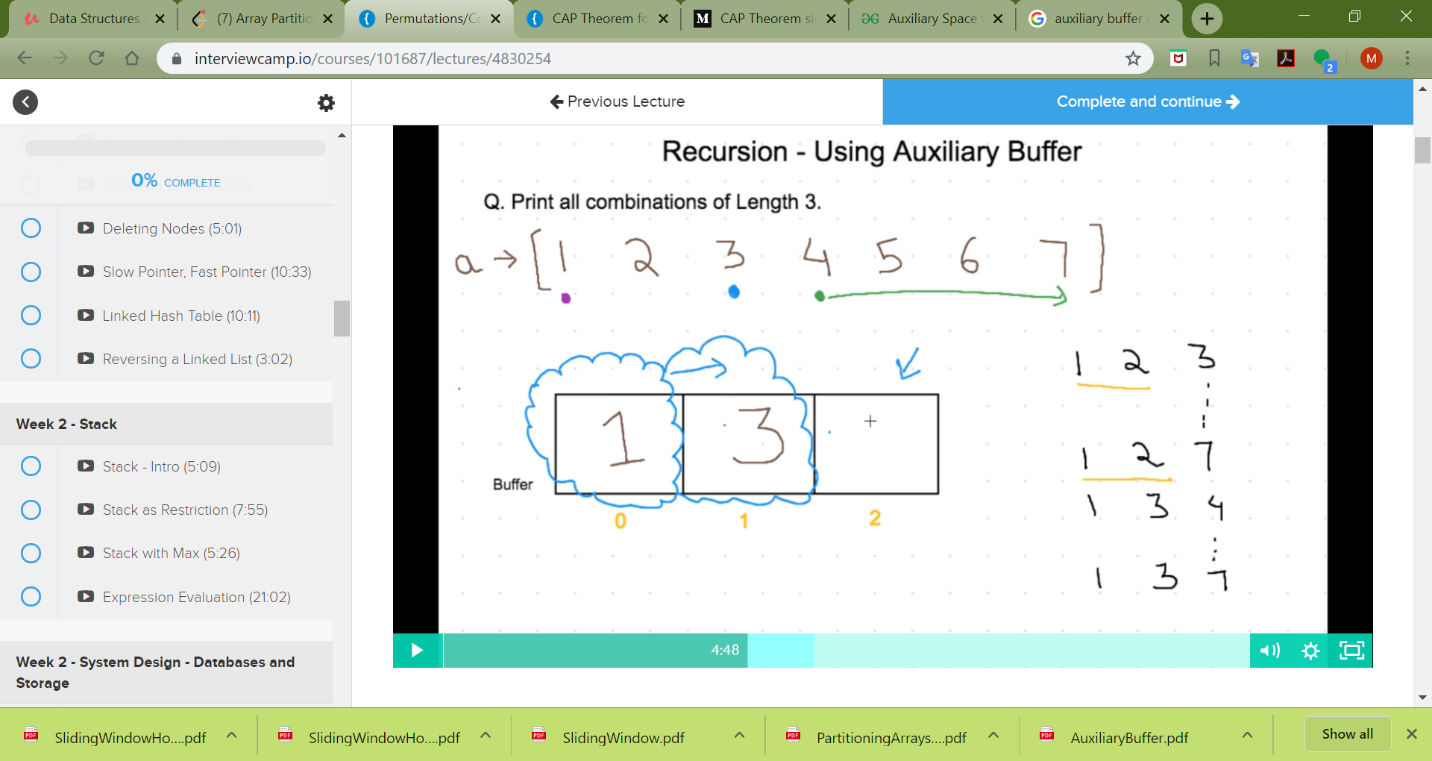 Data Structures
(7) Array Partitio
Permutations/Co
CAP Theorem fo
CAP Theorem si
Auxiliary Space
auxiliary buffer
interviewcamp.io/courses/101687/lectures/4830254
2
M
Previous Lecture
Complete and continue
0% COMPLETE
Deleting Nodes (5:01)
Slow Pointer, Fast Pointer (10:33)
Linked Hash Table (10:11)
Reversing a Linked List (3:02)
Week 2 - Stack
Stack - Intro (5:09)
Stack as Restriction (7:55)
Stack with Max (5:26)
Expression Evaluation (21:02)
Week 2 - System Design - Databases and
Storage
Recursion - Using Auxiliary Buffer
Q. Print all combinations of Length 3.
a → [1 2 3 4 5 6 7]
1 3
Buffer
0 1 2
1 2 3
1 2 7
1 3 4
1 3 7
4:48
SlidingWindowHo....pdf
SlidingWindowHo....pdf
SlidingWindow.pdf
PartitioningArrays....pdf
AuxiliaryBuffer.pdf
Show all